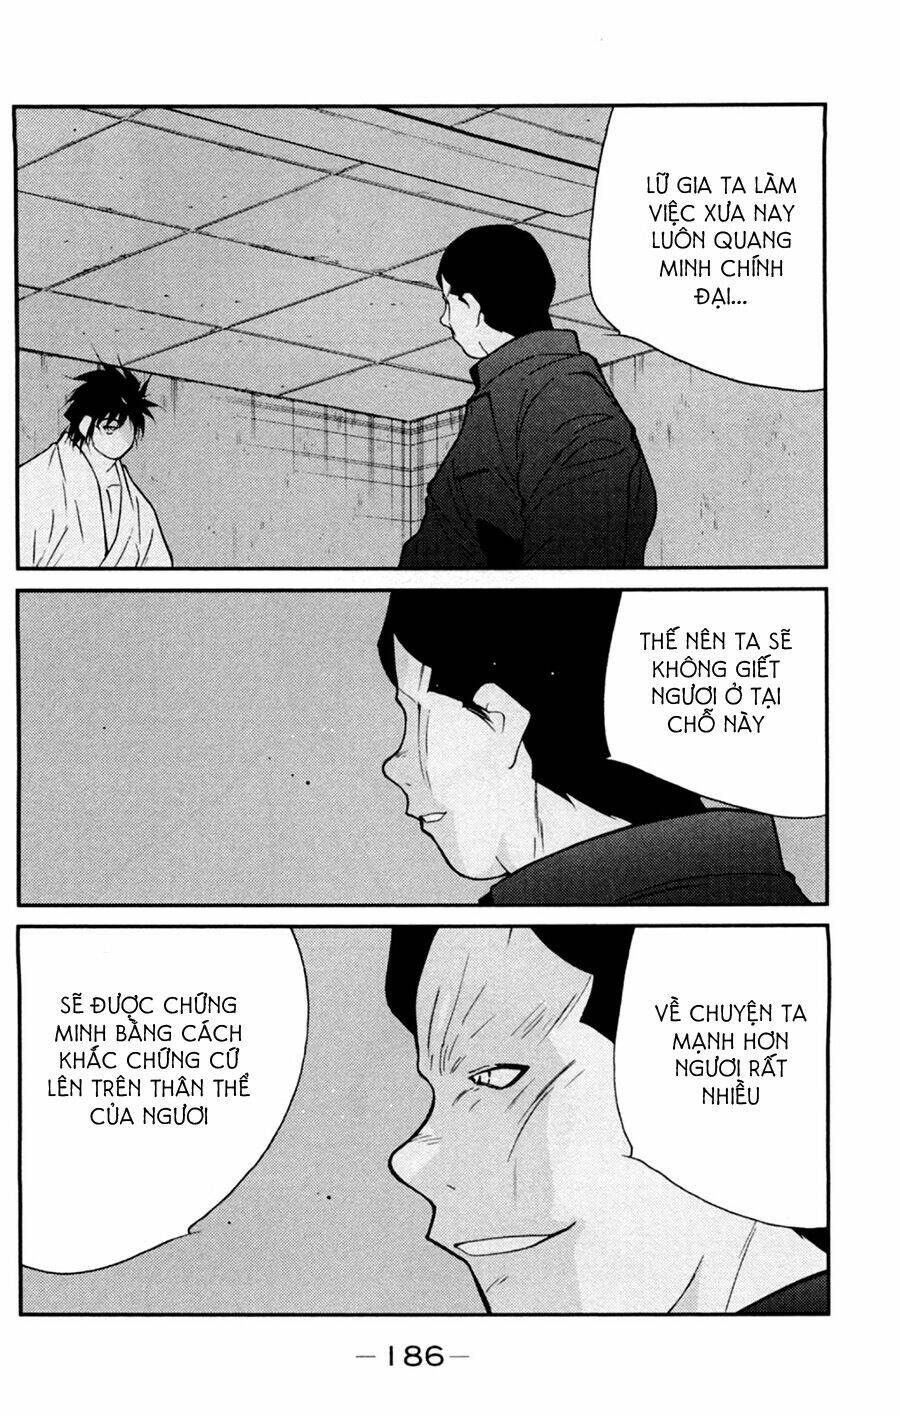 LỮ GIA TA LÀM
VIỆC XƯA NAY
LUÔN QUANG
MINH CHÍNH
ĐẠI...
THẾ NÊN TA SẼ
KHÔNG GIẾT
NGƯƠI Ở TẠI
CHỖ NÀY
VỀ CHUYỆN TA
MẠNH HƠN
NGƯƠI RẤT
NHIỀU
SẼ ĐƯỢC CHỨNG
MINH BẰNG CÁCH
KHẮC CHỨNG CỨ
LÊN TRÊN THÂN THỂ
CỦA NGƯƠI
—186—